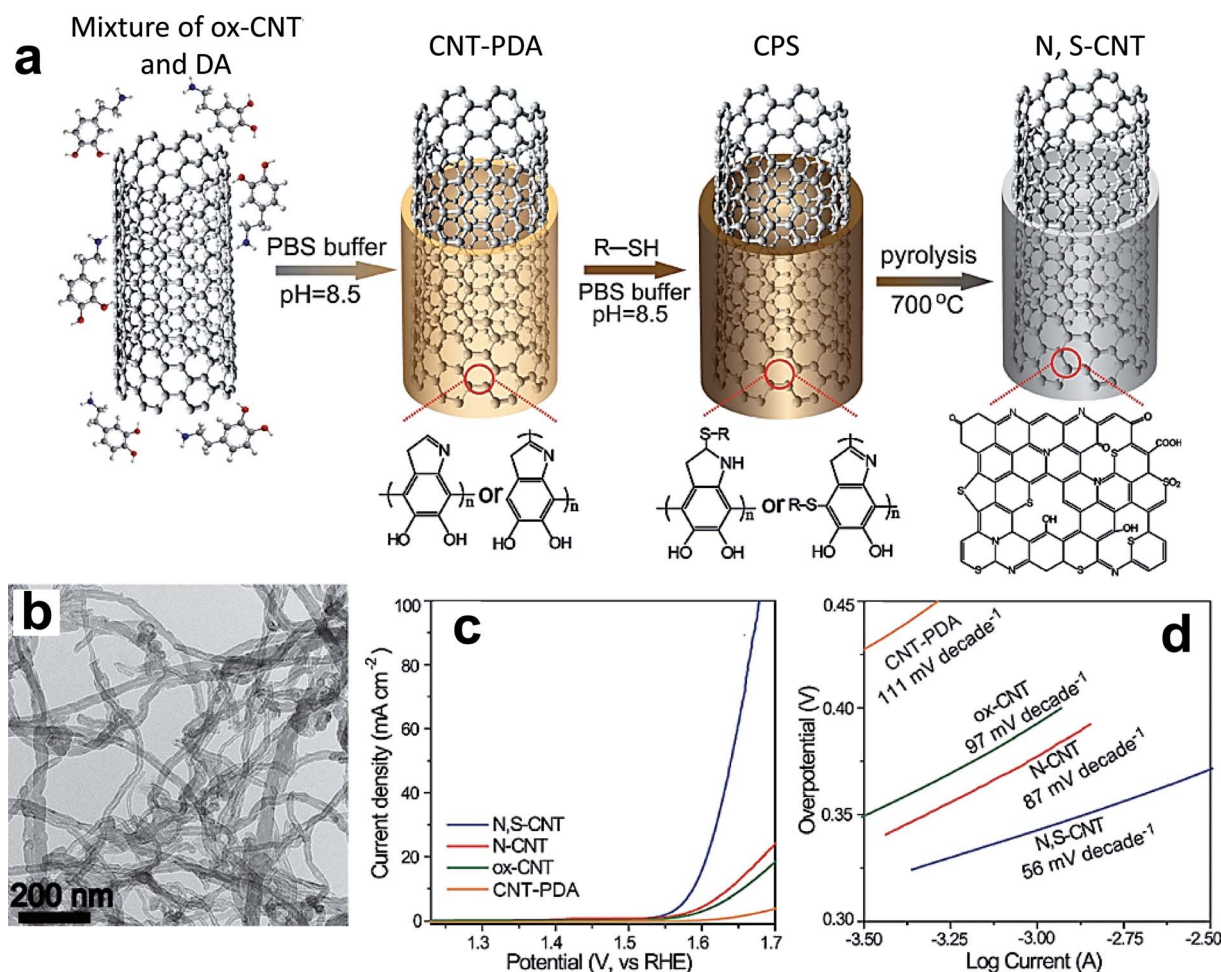 a
Mixture of ox-CNT
and DA
CNT-PDA
CPS
N, S-CNT
PBS buffer
pH=8.5
R—SH
PBS buffer
pH=8.5
pyrolysis
700 °C
N
n
or
N
n
HO
OH
OH
OH
S-R
NH
n
or
R-S
N
n
HO
OH
HO
OH
O
N
N
O
O
COOH
N
S
S
N
S
SO2
OH
OH
N
S
S
N
S
N
b
200 nm
c
100
80
60
40
20
0
Current density (mA cm-2)
N,S-CNT
N-CNT
ox-CNT
CNT-PDA
1.3
1.4
1.5
1.6
1.7
Potential (V, vs RHE)
d
0.45
0.40
0.35
0.30
Overpotential (V)
CNT-PDA
111 mV decade-1
ox-CNT
97 mV decade-1
N-CNT
87 mV decade-1
N,S-CNT
56 mV decade-1
-3.50
-3.25
-3.00
-2.75
-2.50
Log Current (A)